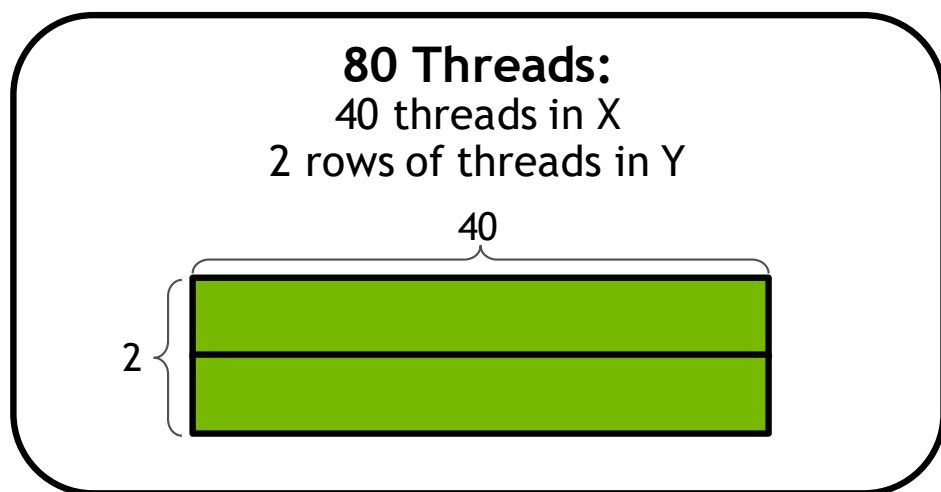 80 Threads:
40 threads in X
2 rows of threads in Y
40
2